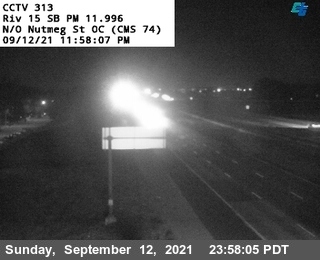 CCTV 313
Riv 15 SB PM 11.996
N/O Nutmeg St OC (CMS 74)
09/12/21 11:58:07 PM
Sunday, September 12, 2021 23:58:05 PDT